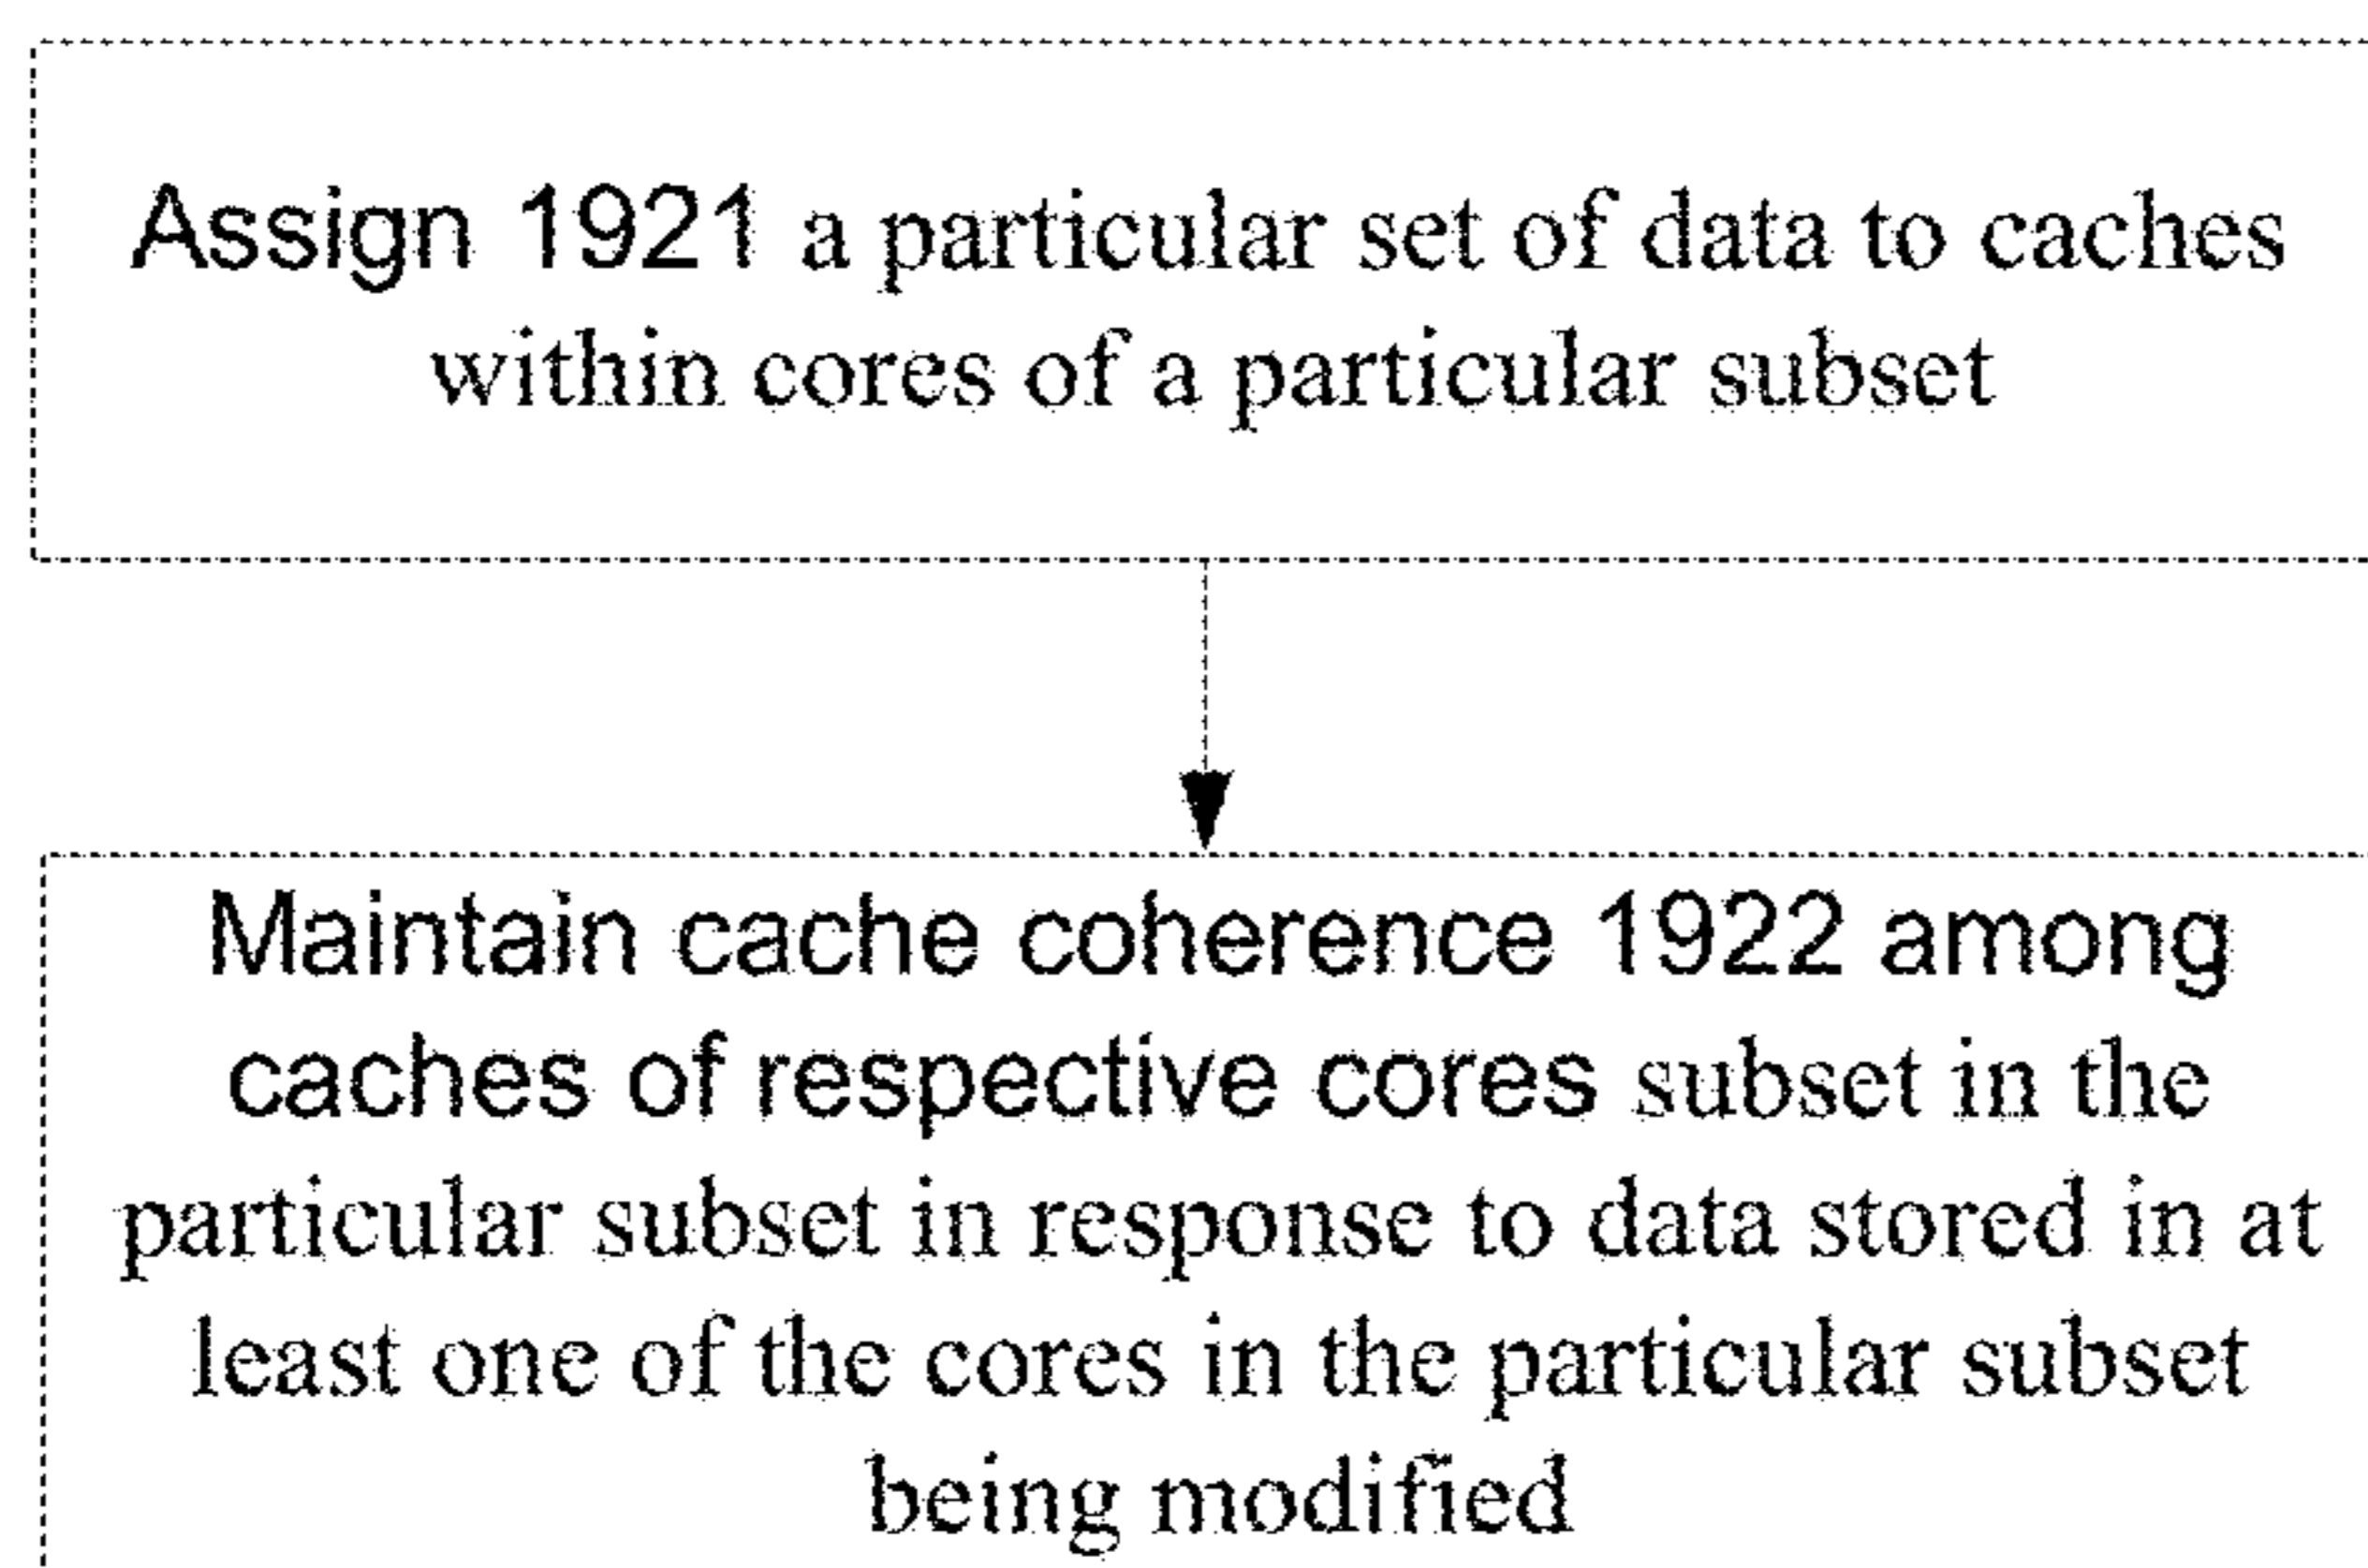 Assign 1921 a particular set of data to caches
within cores of a particular subset
Maintain cache coherence 1922 among
caches of respective cores subset in the
particular subset in response to data stored in at
least one of the cores in the particular subset
being modified